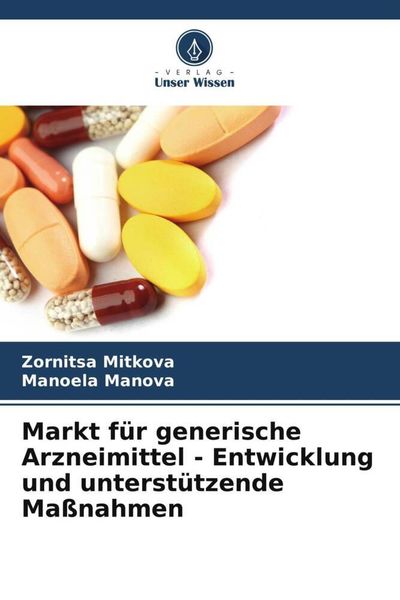 – VERLAG –
Unser Wissen
Zornitsa Mitkova
Manoela Manova
Markt für generische
Arzneimittel - Entwicklung
und unterstützende
Maßnahmen